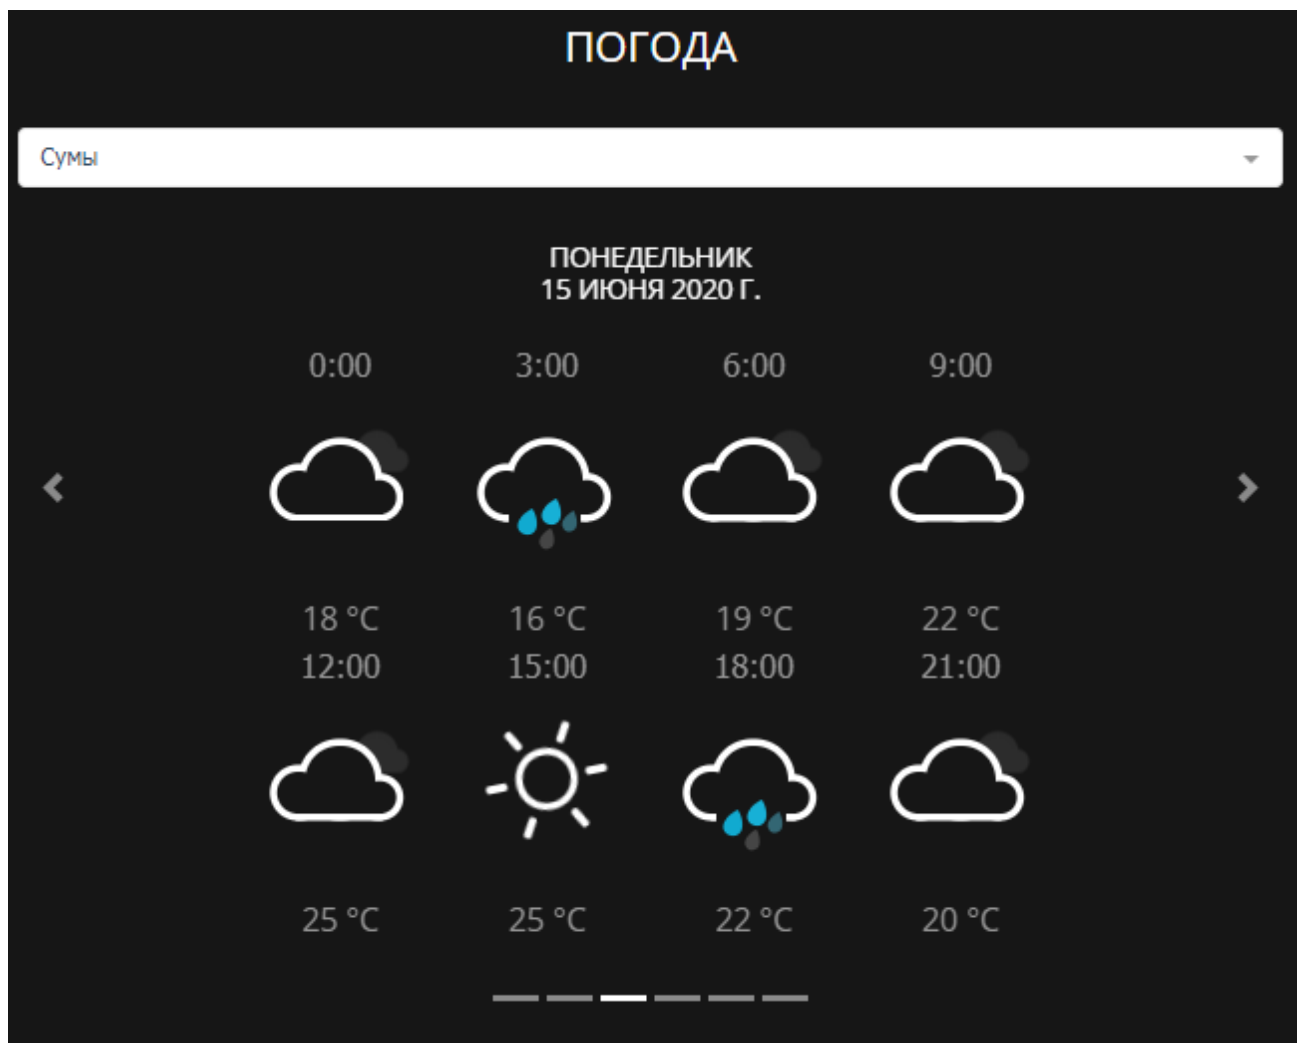 ПОГОДА
Сумы
ПОНЕДЕЛЬНИК
15 ИЮНЯ 2020 Г.
0:00 3:00 6:00 9:00
18 °C 16 °C 19 °C 22 °C
12:00 15:00 18:00 21:00
25 °C 25 °C 22 °C 20 °C